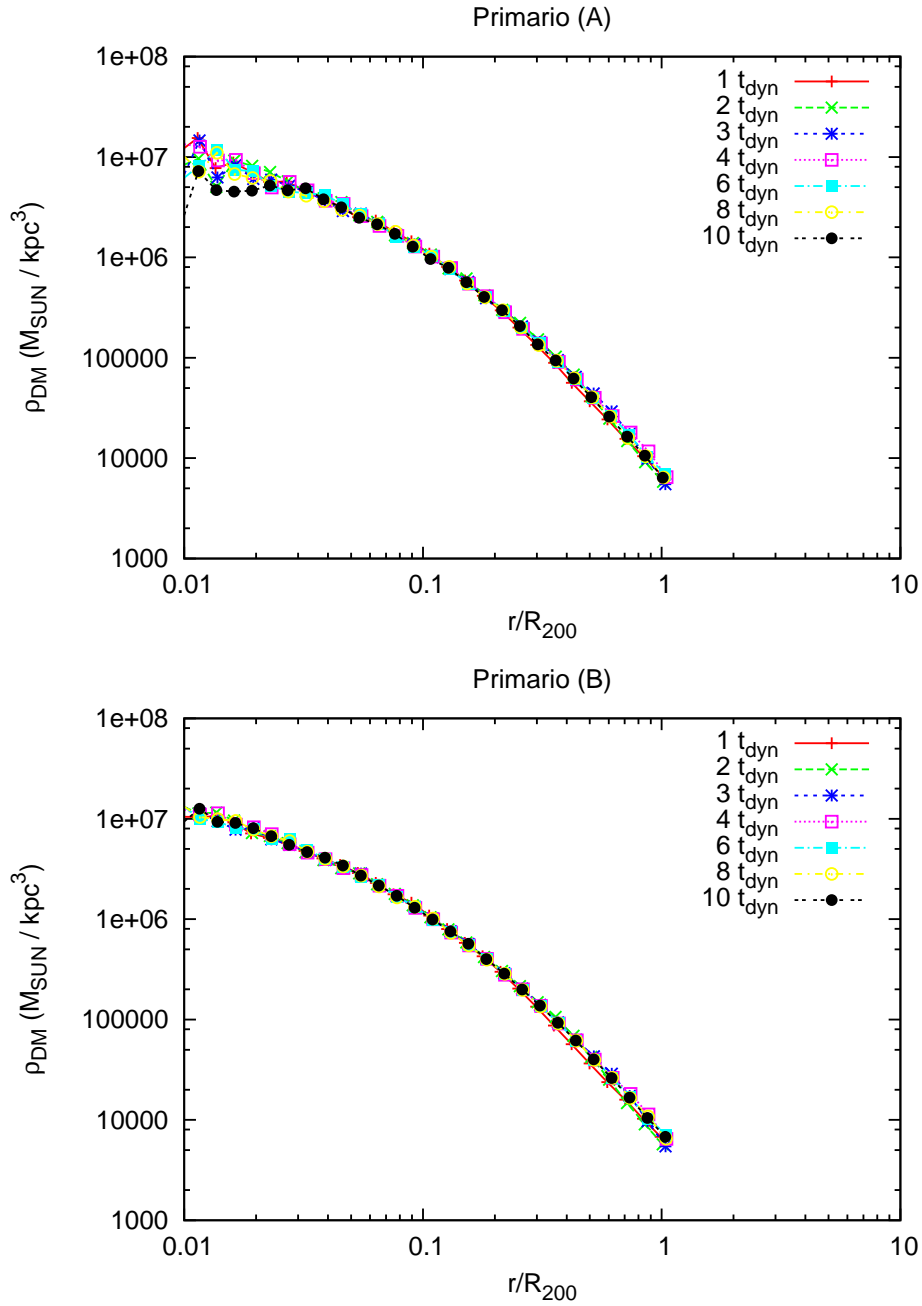 Primario (A)
1e+08
1e+07
1e+06
100000
10000
1000
0.01
0.1
1
10
ρDM (MSUN / kpc³)
r/R200
1 tdyn
2 tdyn
3 tdyn
4 tdyn
6 tdyn
8 tdyn
10 tdyn
Primario (B)
1e+08
1e+07
1e+06
100000
10000
1000
0.01
0.1
1
10
ρDM (MSUN / kpc³)
r/R200
1 tdyn
2 tdyn
3 tdyn
4 tdyn
6 tdyn
8 tdyn
10 tdyn